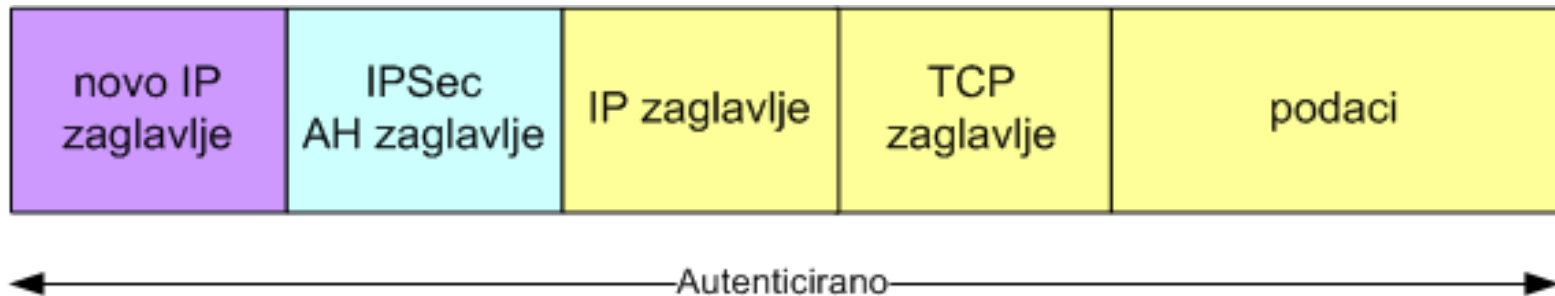 novo IP
zaglavlje
IPSec
AH zaglavlje
IP zaglavlje
TCP
zaglavlje
podaci
Autenticirano